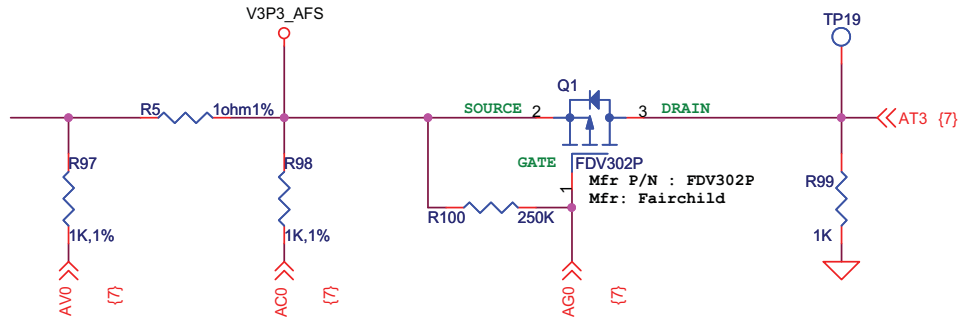 V3P3_AFS
TP19
Q1
R5
1ohm1%
SOURCE
2
3
DRAIN
AT3 {7}
R97
R98
GATE
FDV302P
1
Mfr P/N : FDV302P
Mfr: Fairchild
R99
R100
250K
1K,1%
1K,1%
1K
AV0
{7}
AC0
{7}
AG0
{7}